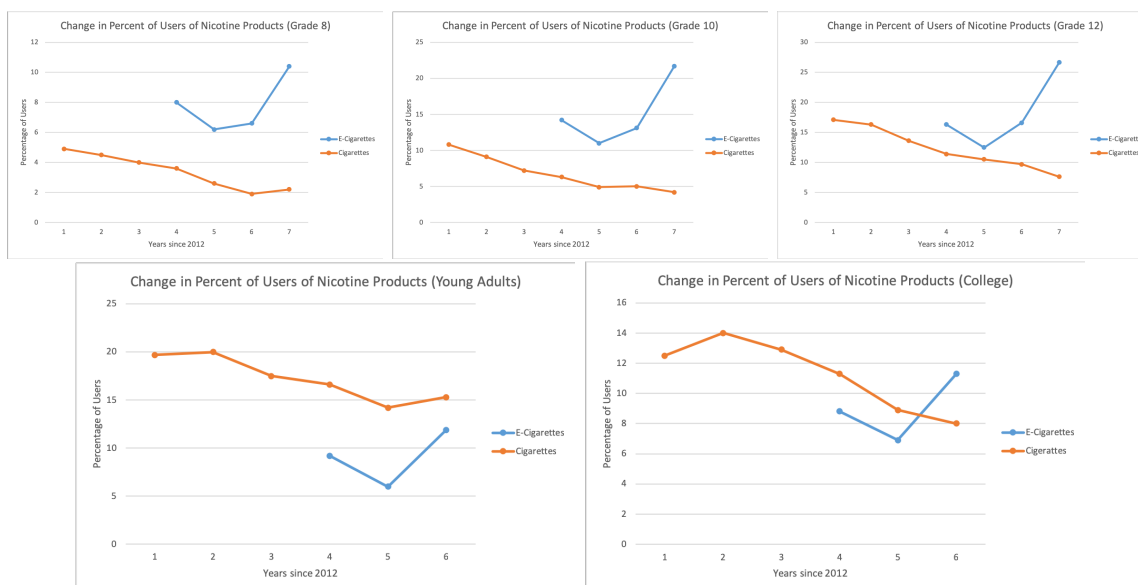 Change in Percent of Users of Nicotine Products (Grade 8)
12
10
8
6
4
2
0
Percentage of Users
1 2 3 4 5 6 7
Years since 2012
E-Cigarettes
Cigarettes
Change in Percent of Users of Nicotine Products (Grade 10)
25
20
15
10
5
0
Percentage of Users
1 2 3 4 5 6 7
Years since 2012
E-Cigarettes
Cigarettes
Change in Percent of Users of Nicotine Products (Grade 12)
30
25
20
15
10
5
0
Percentage of Users
1 2 3 4 5 6 7
Years since 2012
E-Cigarettes
Cigarettes
Change in Percent of Users of Nicotine Products (Young Adults)
25
20
15
10
5
0
Percentage of Users
1 2 3 4 5 6
Years since 2012
E-Cigarettes
Cigarettes
Change in Percent of Users of Nicotine Products (College)
16
14
12
10
8
6
4
2
0
Percentage of Users
1 2 3 4 5 6
Years since 2012
E-Cigarettes
Cigerattes